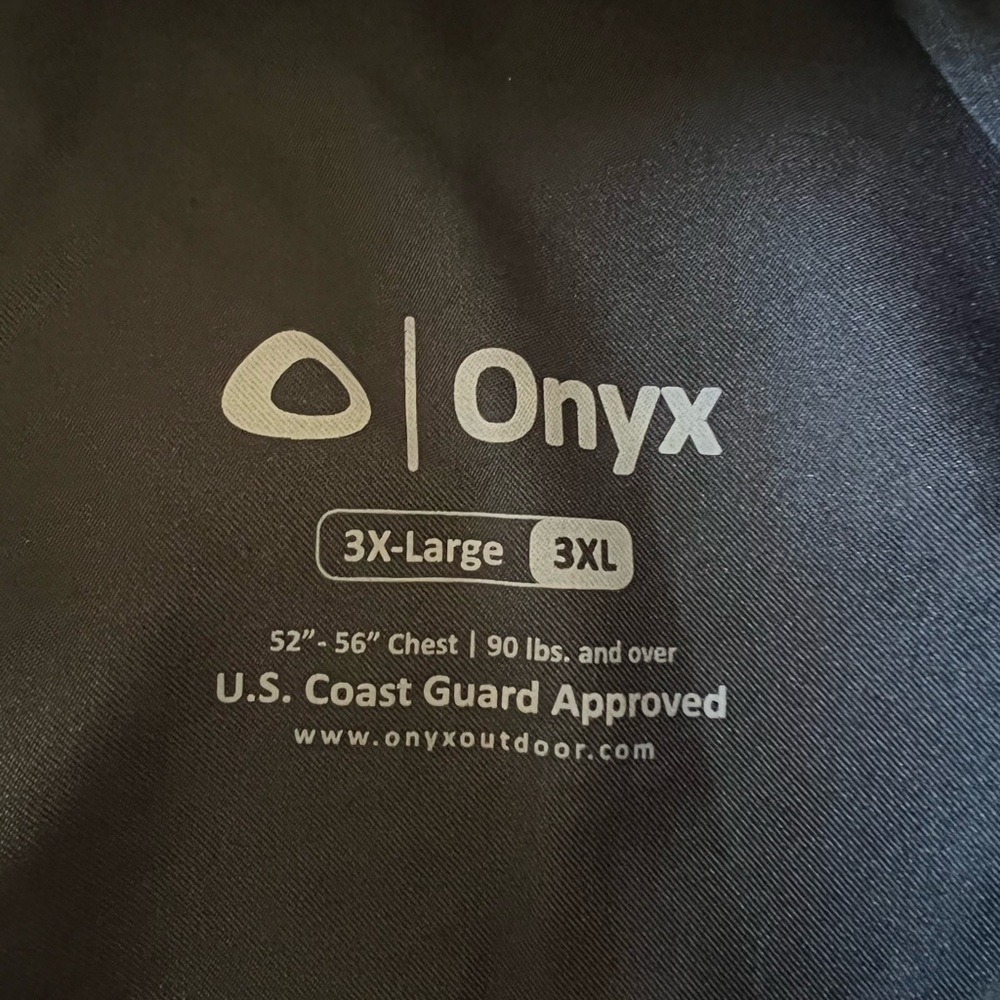 Onyx
3X-Large 3XL
52”- 56” Chest | 90 lbs. and over
U.S. Coast Guard Approved
www.onyxoutdoor.com